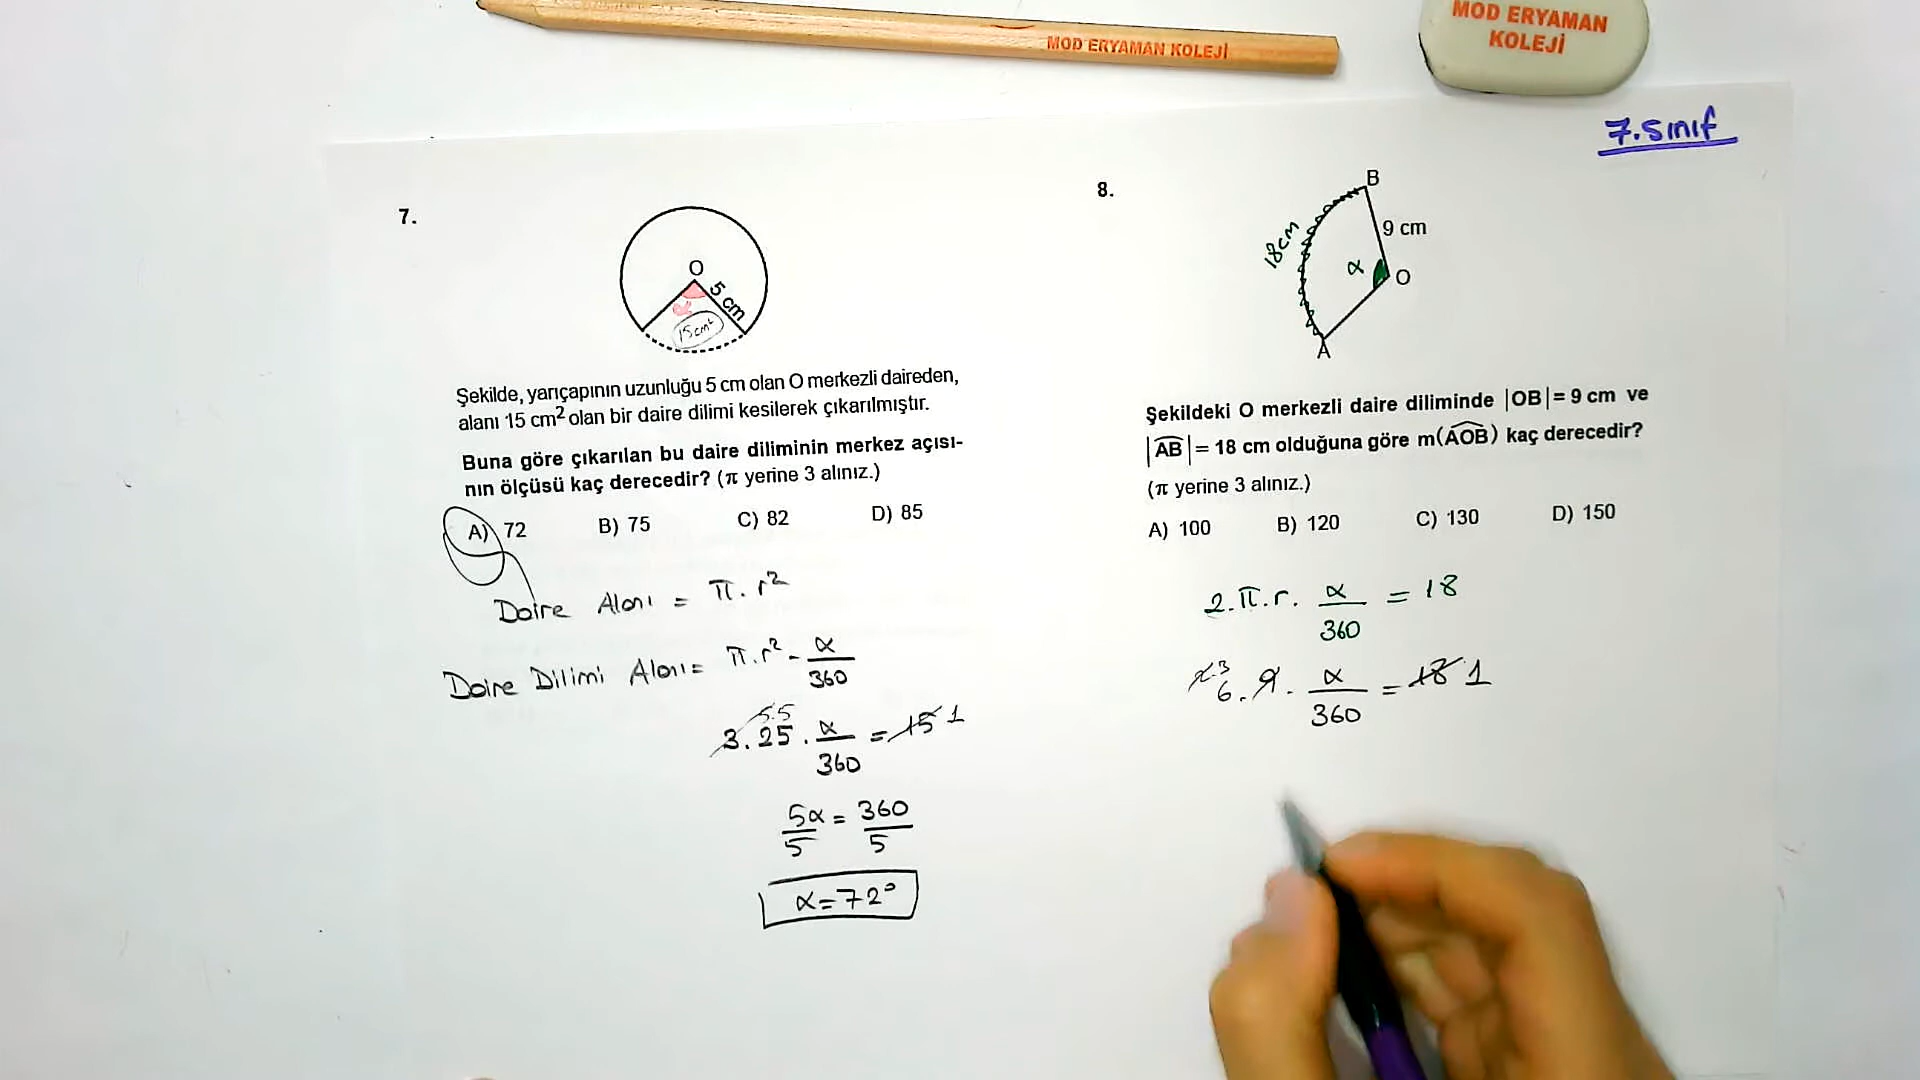 MOD ERYAMAN KOLEJİ
MOD ERYAMAN
KOLEJİ
7.sınıf
7.
O
5 cm
15cm²
Şekilde, yarıçapının uzunluğu 5 cm olan O merkezli daireden,
alanı 15 cm² olan bir daire dilimi kesilerek çıkarılmıştır.
Buna göre çıkarılan bu daire diliminin merkez açısı-
nın ölçüsü kaç derecedir? (π yerine 3 alınız.)
A) 72 B) 75 C) 82 D) 85
Daire Alanı = π.r²
Daire Dilimi Alanı = π.r² - α/360
5.5
3.25 . α/360 = 15 1
5α/5 = 360/5
α=72°
8.
B
18cm
9 cm
α
O
A
Şekildeki O merkezli daire diliminde |OB| = 9 cm ve
|AB| = 18 cm olduğuna göre m(AOB) kaç derecedir?
(π yerine 3 alınız.)
A) 100 B) 120 C) 130 D) 150
2.π.r. α/360 = 18
2.3
6.9. α/360 = 18 1